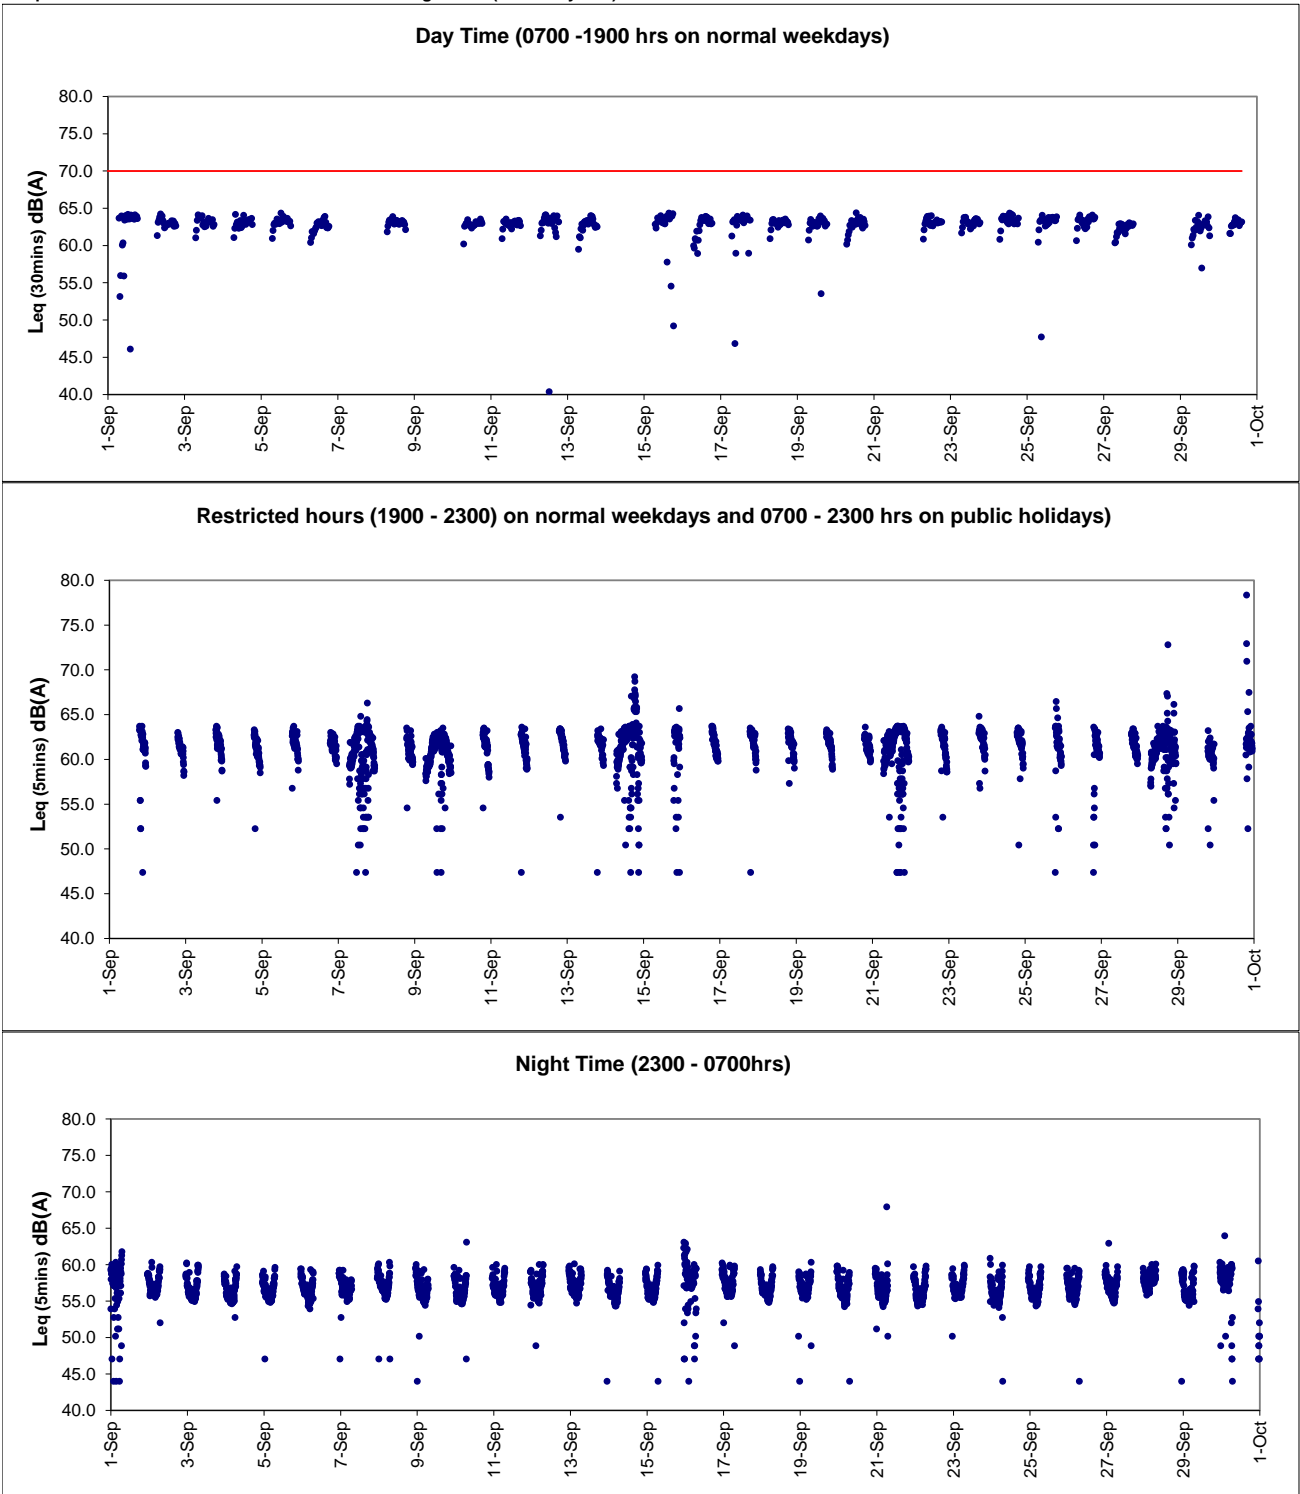 Day Time (0700 -1900 hrs on normal weekdays)
Leq (30mins) dB(A)
80.0
75.0
70.0
65.0
60.0
55.0
50.0
45.0
40.0
1-Sep
3-Sep
5-Sep
7-Sep
9-Sep
11-Sep
13-Sep
15-Sep
17-Sep
19-Sep
21-Sep
23-Sep
25-Sep
27-Sep
29-Sep
1-Oct
Restricted hours (1900 - 2300) on normal weekdays and 0700 - 2300 hrs on public holidays)
Leq (5mins) dB(A)
80.0
75.0
70.0
65.0
60.0
55.0
50.0
45.0
40.0
1-Sep
3-Sep
5-Sep
7-Sep
9-Sep
11-Sep
13-Sep
15-Sep
17-Sep
19-Sep
21-Sep
23-Sep
25-Sep
27-Sep
29-Sep
1-Oct
Night Time (2300 - 0700hrs)
Leq (5mins) dB(A)
80.0
75.0
70.0
65.0
60.0
55.0
50.0
45.0
40.0
1-Sep
3-Sep
5-Sep
7-Sep
9-Sep
11-Sep
13-Sep
15-Sep
17-Sep
19-Sep
21-Sep
23-Sep
25-Sep
27-Sep
29-Sep
1-Oct